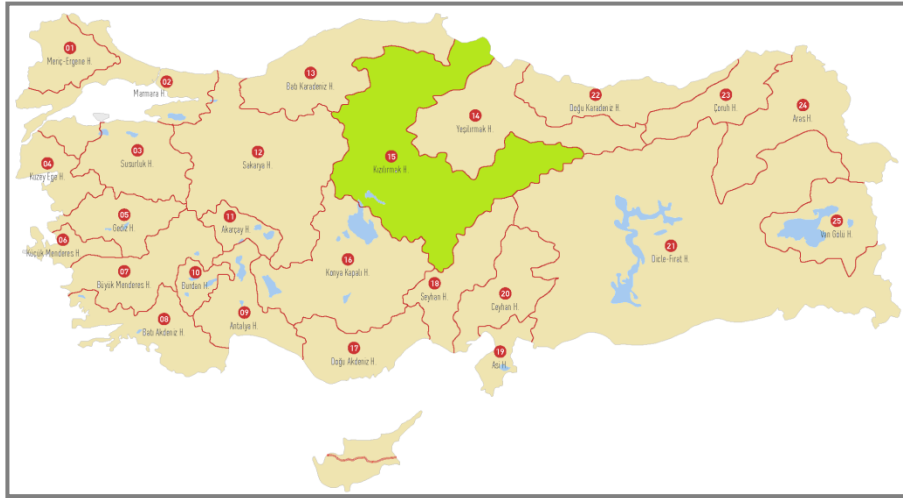 01
Meriç-Ergene H.
02
Marmara H.
03
Susurluk H.
04
Kuzey Ege H.
05
Gediz H.
06
Küçük Menderes H.
07
Büyük Menderes H.
08
Batı Akdeniz H.
09
Antalya H.
10
Burdan H.
11
Akarçay H.
12
Sakarya H.
13
Batı Karadeniz H.
14
Yeşilırmak H.
15
Kızılırmak H.
16
Konya Kapalı H.
17
Doğu Akdeniz H.
18
Seyhan H.
19
Asi H.
20
Ceyhan H.
21
Dicle-Fırat H.
22
Doğu Karadeniz H.
23
Çoruh H.
24
Aras H.
25
Van Gölü H.